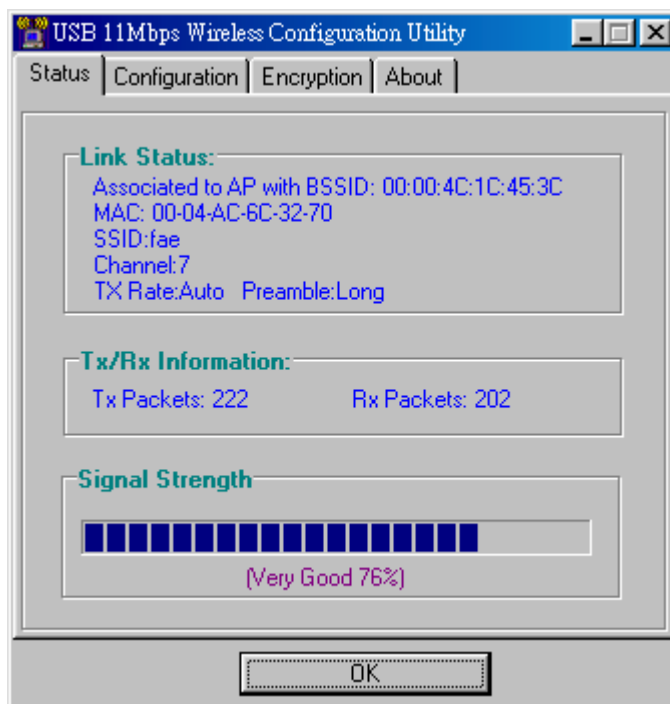 USB 11Mbps Wireless Configuration Utility
Status Configuration Encryption About
Link Status:
Associated to AP with BSSID: 00:00:4C:1C:45:3C
MAC: 00-04-AC-6C-32-70
SSID:fae
Channel:7
TX Rate:Auto Preamble:Long
Tx/Rx Information:
Tx Packets: 222 Rx Packets: 202
Signal Strength
(Very Good 76%)
OK